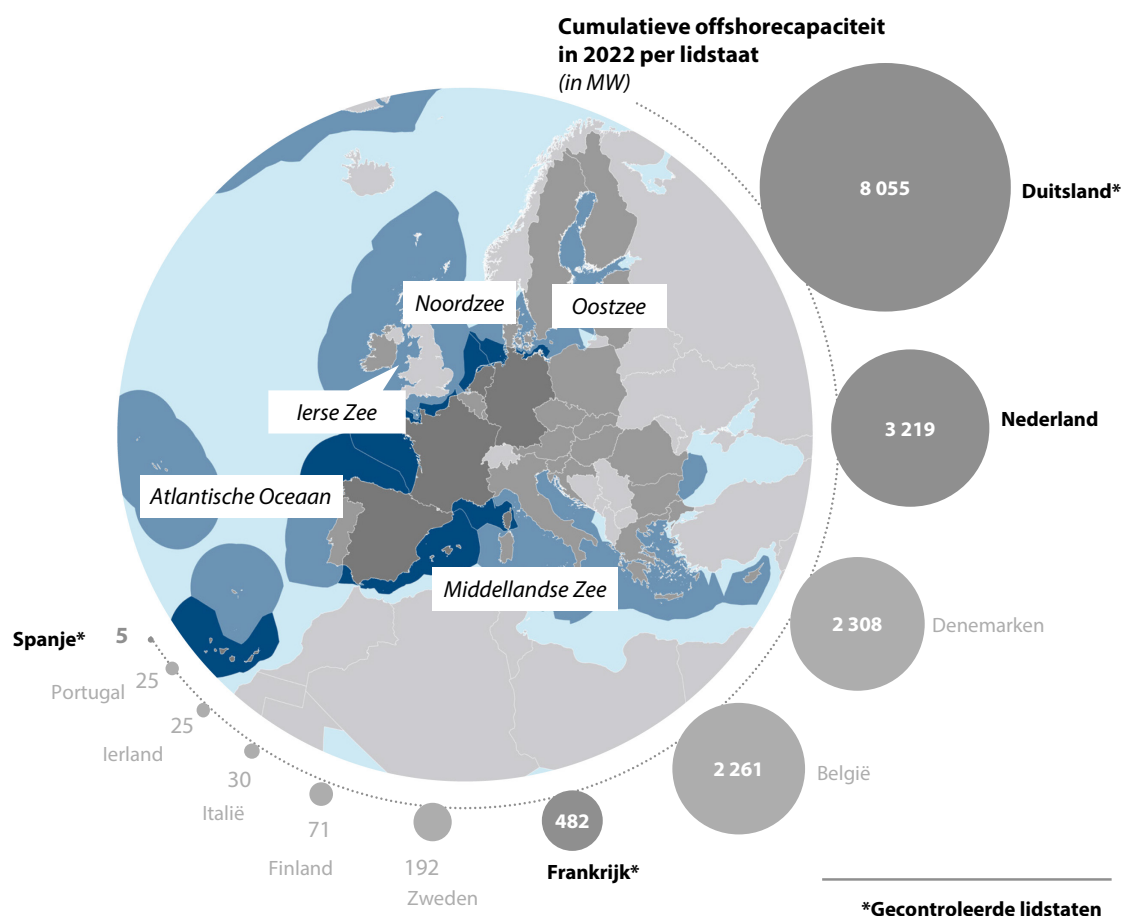 Cumulatieve offshorecapaciteit
in 2022 per lidstaat
(in MW)
8 055
Duitsland*
Noordzee
Oostzee
Ierse Zee
3 219
Nederland
Atlantische Oceaan
Middellandse Zee
2 308
Denemarken
Spanje*
5
Portugal
25
25
Ierland
30
Italië
71
Finland
192
Zweden
482
Frankrijk*
2 261
België
*Gecontroleerde lidstaten